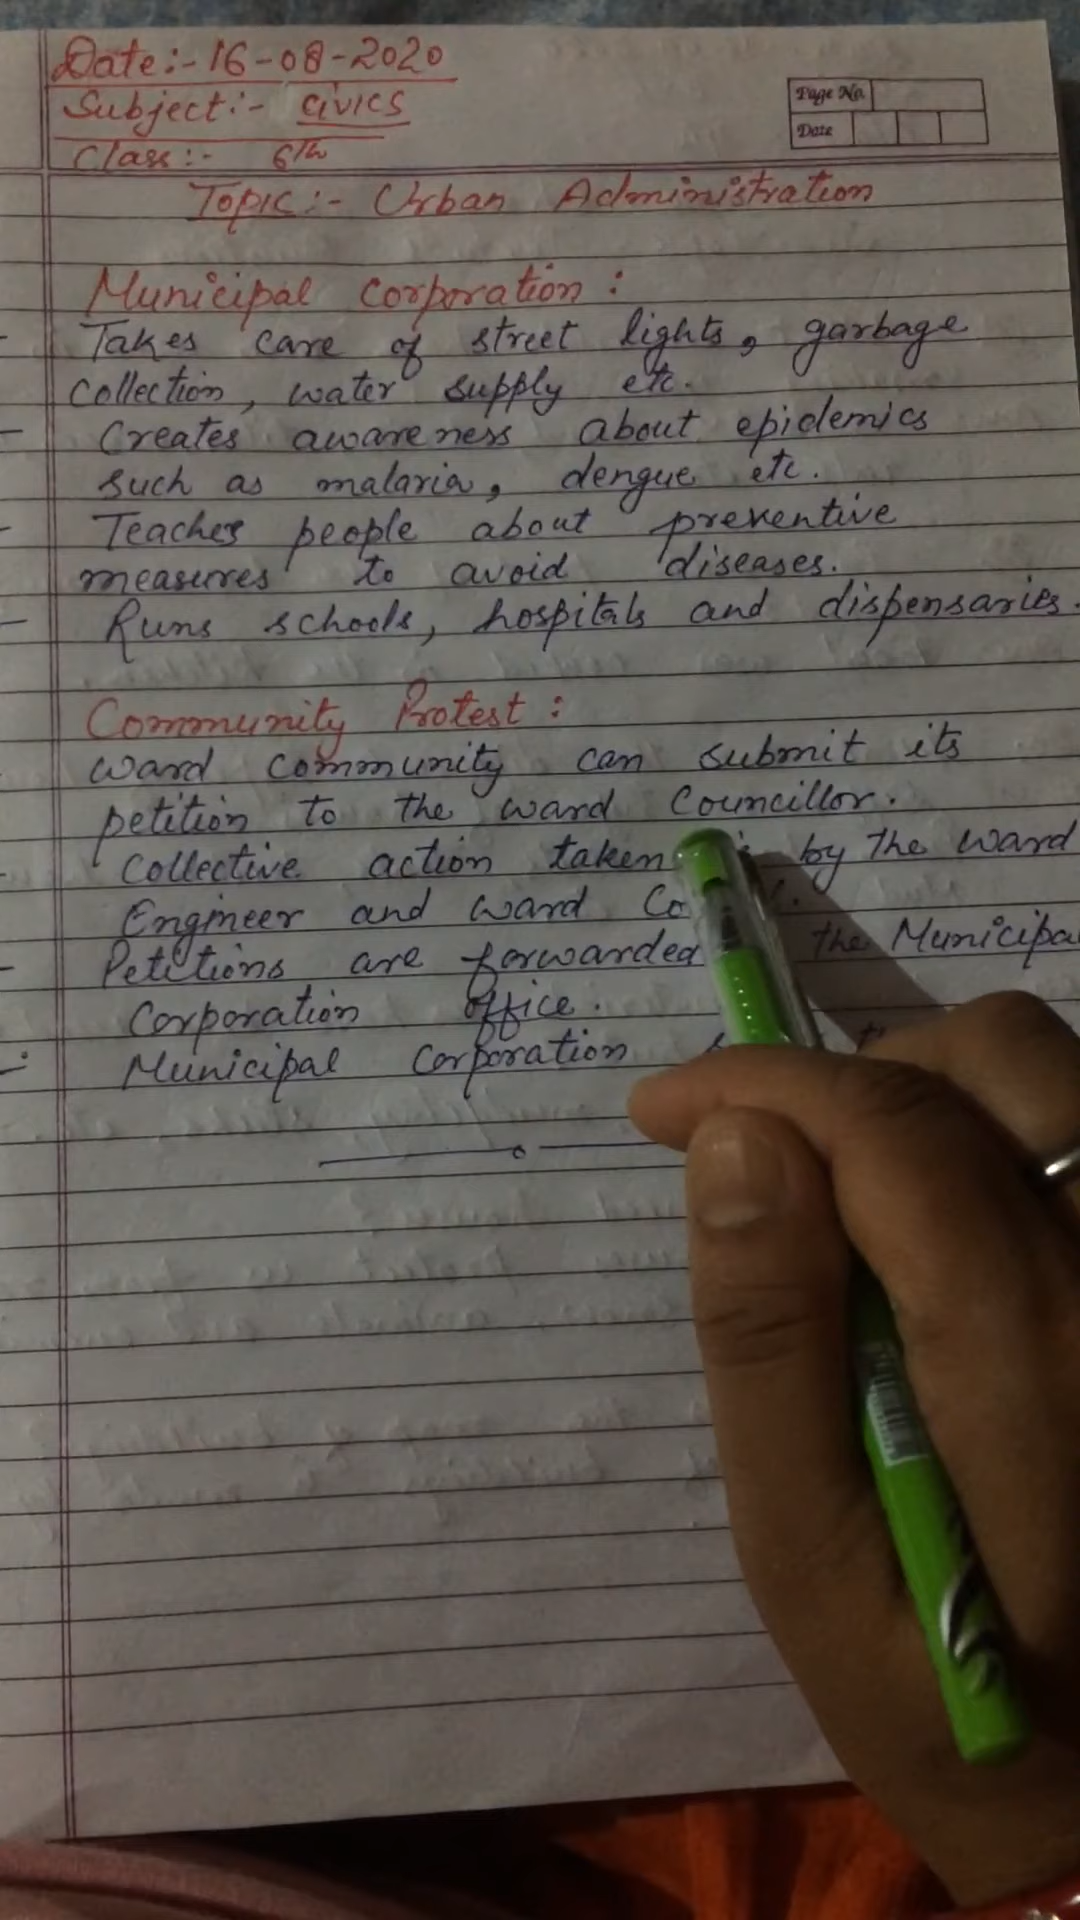 Date:- 16-08-2020
Subject:- Civics
Class:- 6th
Page No.
Date
Topic:- Urban Administration
Municipal Corporation:
- Takes care of street lights, garbage
collection, water supply etc.
- Creates awareness about epidemics
such as malaria, dengue etc.
- Teaches people about preventive
measures to avoid diseases.
- Runs schools, hospitals and dispensaries.
Community Protest:
- Ward community can submit its
petition to the ward Councillor.
- Collective action taken by the ward
Engineer and ward
- Petitions are forwarded the Municipa
Corporation office.
- Municipal Corporation